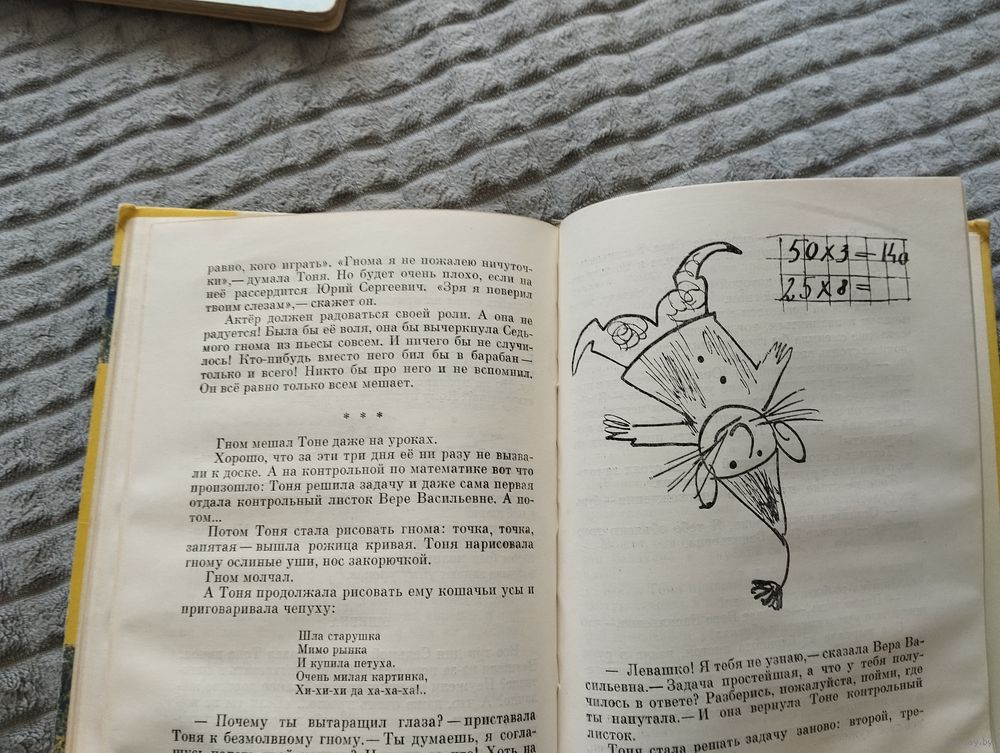 равно, кого играть». «Гнома я не пожалею ничуточ-
ки»,— думала Тоня. Но будет очень плохо, если на
неё рассердится Юрий Сергеевич. «Зря я поверил
твоим слезам»,— скажет он.
Актёр должен радоваться своей роли. А она не
радуется! Была бы её воля, она бы вычеркнула Седь-
мого гнома из пьесы совсем. И ничего бы не случи-
лось! Кто-нибудь вместо него бил бы в барабан —
только и всего! Никто бы про него и не вспомнил.
Он всё равно только всем мешает.
* * *
Гном мешал Тоне даже на уроках.
Хорошо, что за эти три дня её ни разу не вызва-
ли к доске. А на контрольной по математике вот что
произошло: Тоня решила задачу и даже сама первая
отдала контрольный листок Вере Васильевне. А по-
том...
Потом Тоня стала рисовать гнома: точка, точка,
запятая — вышла рожица кривая. Тоня нарисовала
гному ослиные уши, нос закорючкой.
Гном молчал.
А Тоня продолжала рисовать ему кошачьи усы и
приговаривала чепуху:
Шла старушка
Мимо рынка
И купила петуха.
Очень милая картинка,
Хи-хи-хи да ха-ха-ха!..
— Почему ты вытаращил глаза? — приставала
Тоня к безмолвному гному.— Ты думаешь, я согла-
50×3=140
25×8=
— Левашко! Я тебя не узнаю,— сказала Вера Ва-
сильевна.— Задача простейшая, а что у тебя полу-
чилось в ответе? Разберись, пожалуйста, пойми, где
ты напутала.— И она вернула Тоне контрольный
листок.
Тоня стала решать задачу заново: второй, тре-